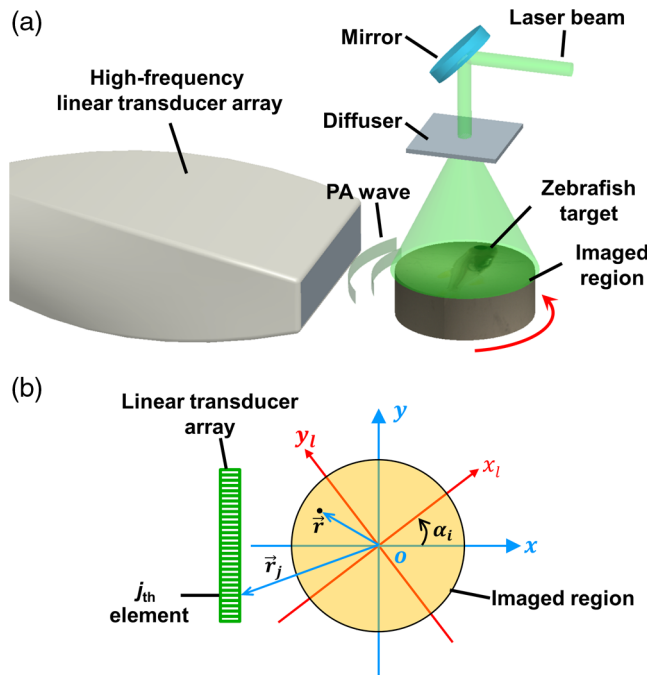 (a)
Laser beam
Mirror
High-frequency
linear transducer array
Diffuser
PA wave
Zebrafish
target
Imaged
region
(b)
Linear transducer
array
y
y_l
x_l
r⃗
α_i
o
x
r⃗_j
j_th
element
Imaged region